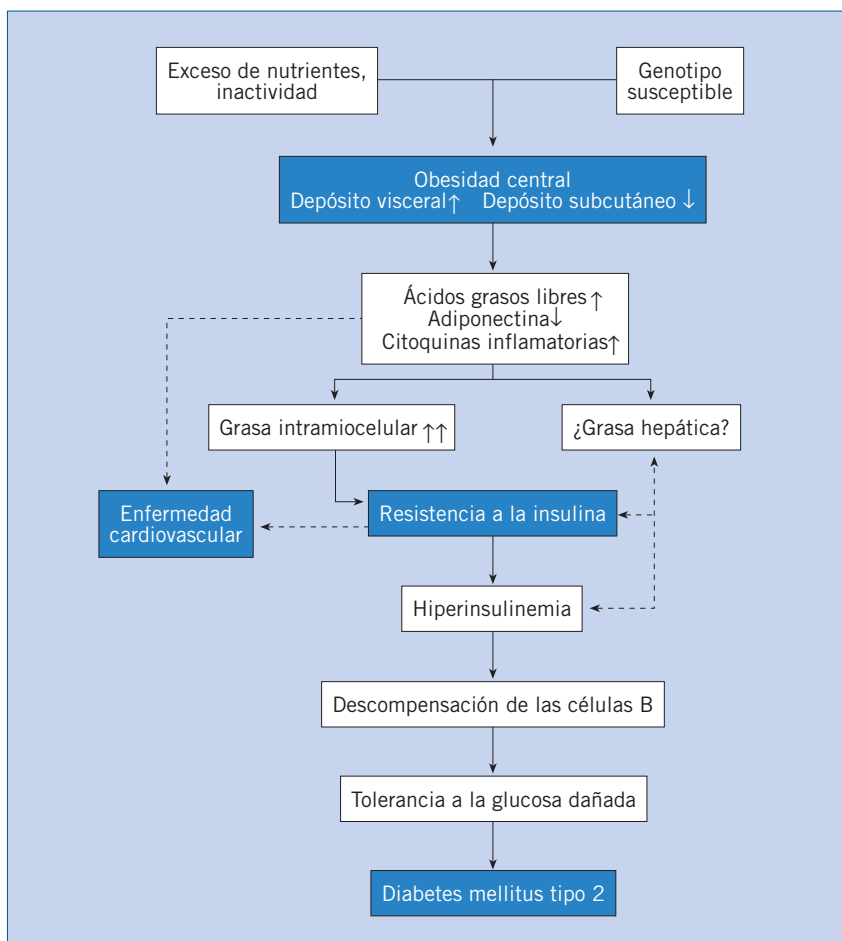 Exceso de nutrientes,
inactividad
Genotipo
susceptible
Obesidad central
Depósito visceral↑ Depósito subcutáneo ↓
Ácidos grasos libres↑
Adiponectina↓
Citoquinas inflamatorias↑
Grasa intramiocelular ↑↑
¿Grasa hepática?
Enfermedad
cardiovascular
Resistencia a la insulina
Hiperinsulinemia
Descompensación de las células B
Tolerancia a la glucosa dañada
Diabetes mellitus tipo 2